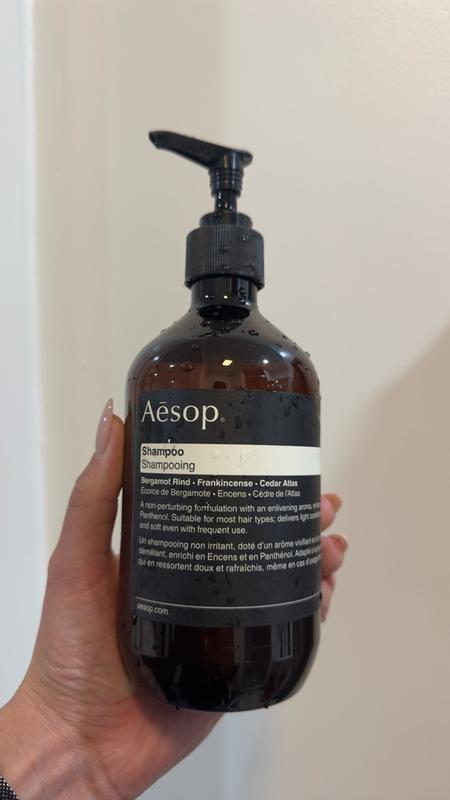 Aēsop®
Shampoo
Shampooing
Bergamot Rind • Frankincense • Cedar Atlas
Écorce de Bergamote • Encens • Cèdre de l'Atlas
A non-perturbing formulation with an enlivening aroma,
Panthenol. Suitable for most hair types; delivers light
and soft even with frequent use.
Un shampooing non irritant, doté d'un arôme vivifiant et
démêlant, enrichi en Encens et en Panthénol. Adapté à
qui en ressortent doux et rafraîchis, même en cas
aesop.com